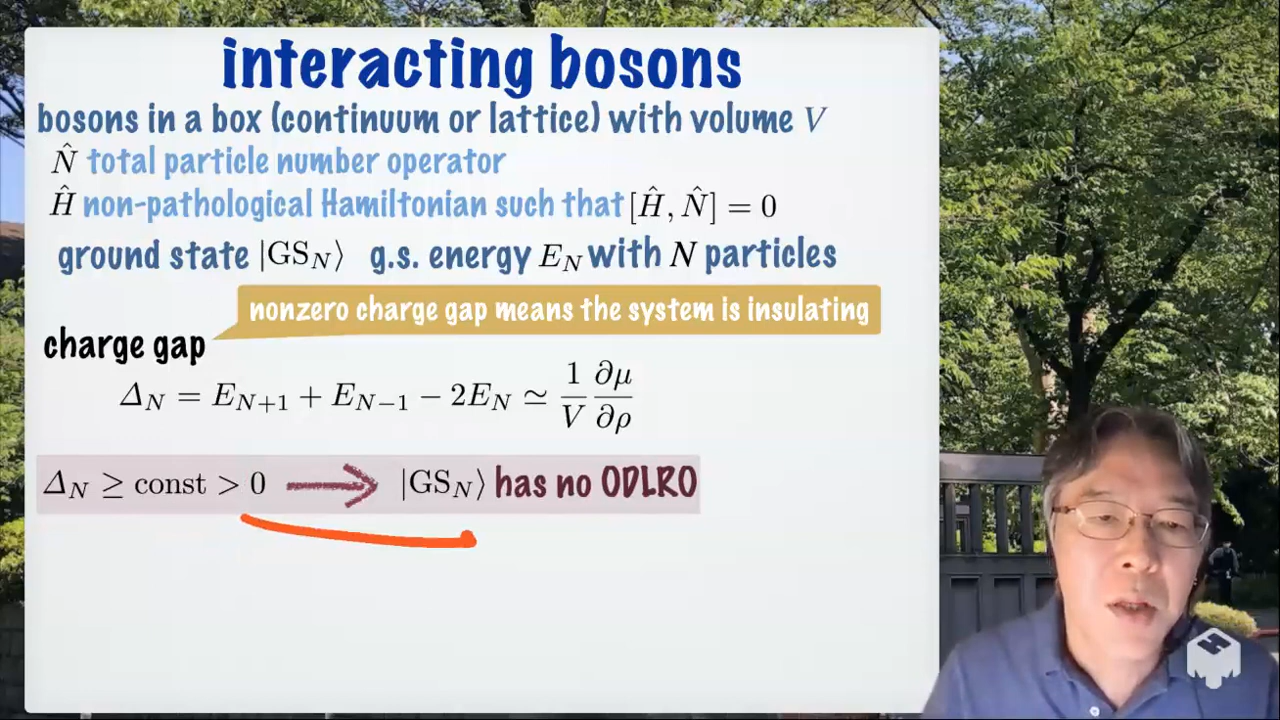 interacting bosons
bosons in a box (continuum or lattice) with volume V
N̂ total particle number operator
Ĥ non-pathological Hamiltonian such that [Ĥ, N̂] = 0
ground state |GS_N⟩ g.s. energy E_N with N particles
nonzero charge gap means the system is insulating
charge gap
Δ_N = E_{N+1} + E_{N−1} − 2E_N ≃ \frac{1}{V} \frac{∂μ}{∂ρ}
Δ_N ≥ const > 0 → |GS_N⟩ has no ODLRO